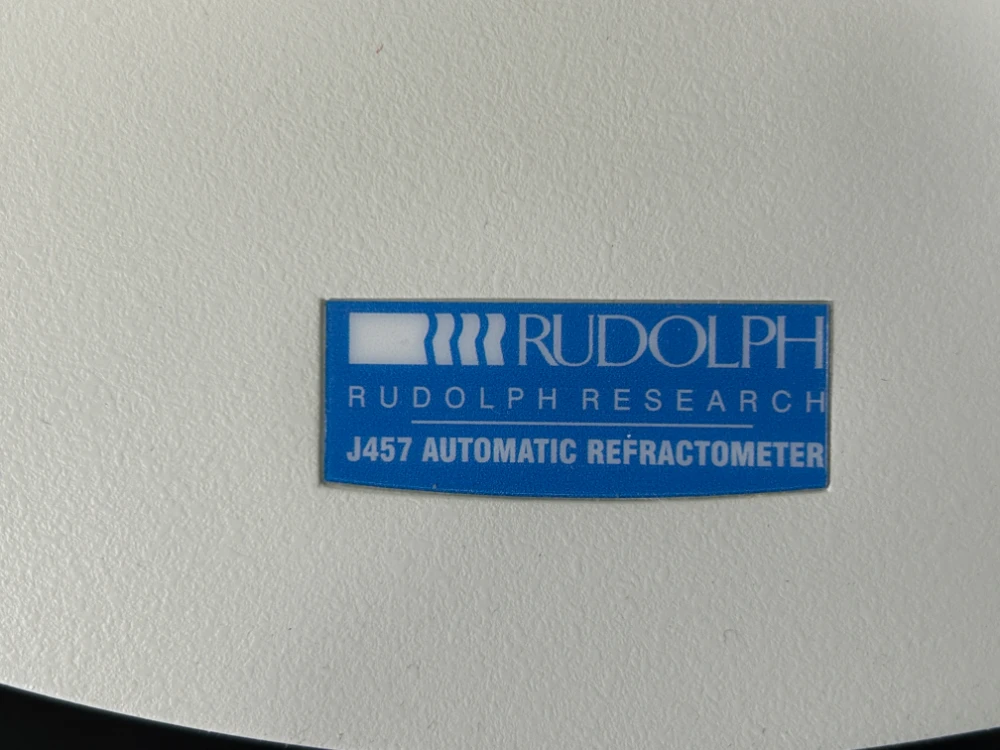 RUDOLPH
RUDOLPH RESEARCH
J457 AUTOMATIC REFRACTOMETER